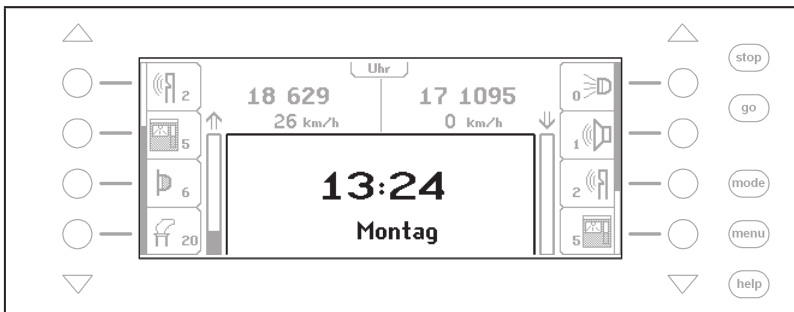 Uhr
18 629
26 km/h
17 1095
0 km/h
2
5
6
20
13:24
Montag
0
1
2
5
stop
go
mode
menu
help